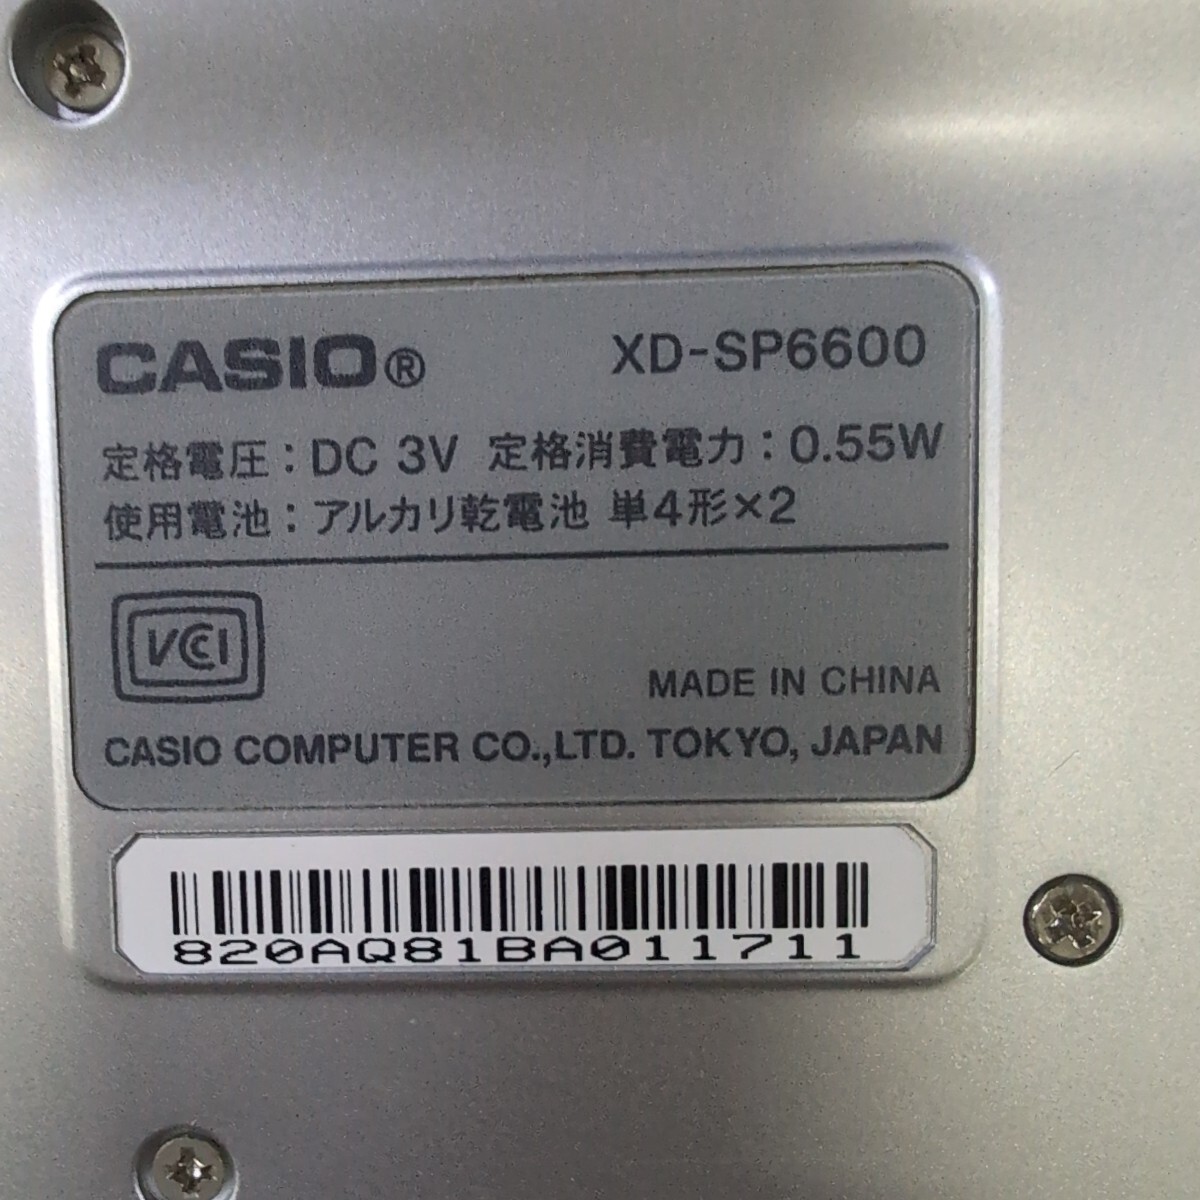 CASIO® XD-SP6600
定格電圧：DC 3V 定格消費電力：0.55W
使用電池：アルカリ乾電池 単4形×2
VCCI
MADE IN CHINA
CASIO COMPUTER CO.,LTD. TOKYO, JAPAN
820AQ81BA011711